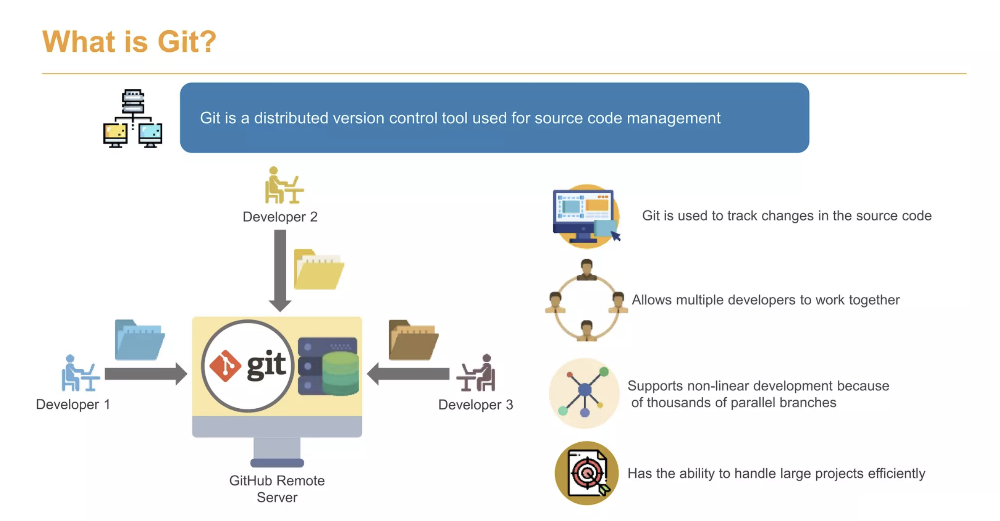 What is Git?
Git is a distributed version control tool used for source code management
Developer 2
Git is used to track changes in the source code
Allows multiple developers to work together
git
Developer 1
Developer 3
Supports non-linear development because
of thousands of parallel branches
GitHub Remote
Server
Has the ability to handle large projects efficiently